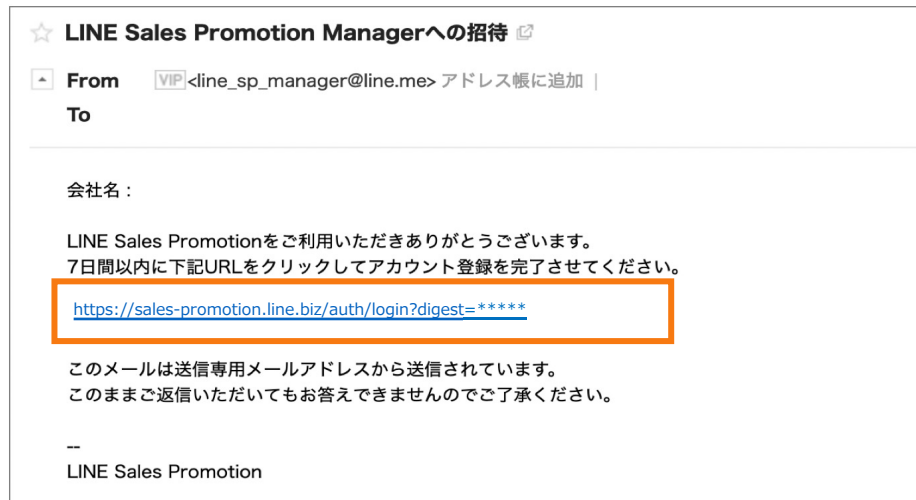 LINE Sales Promotion Managerへの招待
From VIP <line_sp_manager@line.me> アドレス帳に追加 |
To
会社名：
LINE Sales Promotionをご利用いただきありがとうございます。
7日間以内に下記URLをクリックしてアカウント登録を完了させてください。
https://sales-promotion.line.biz/auth/login?digest=*****
このメールは送信専用メールアドレスから送信されています。
このままご返信いただいてもお答えできませんのでご了承ください。
--
LINE Sales Promotion